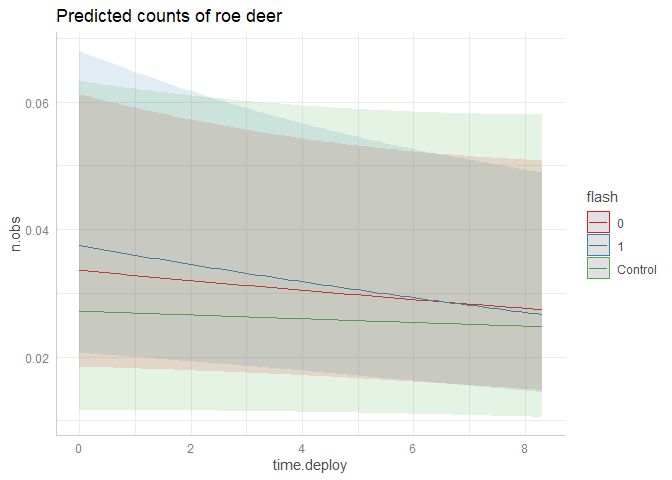 Predicted counts of roe deer
n.obs
0.06
0.04
0.02
0
2
4
6
8
time.deploy
flash
0
1
Control